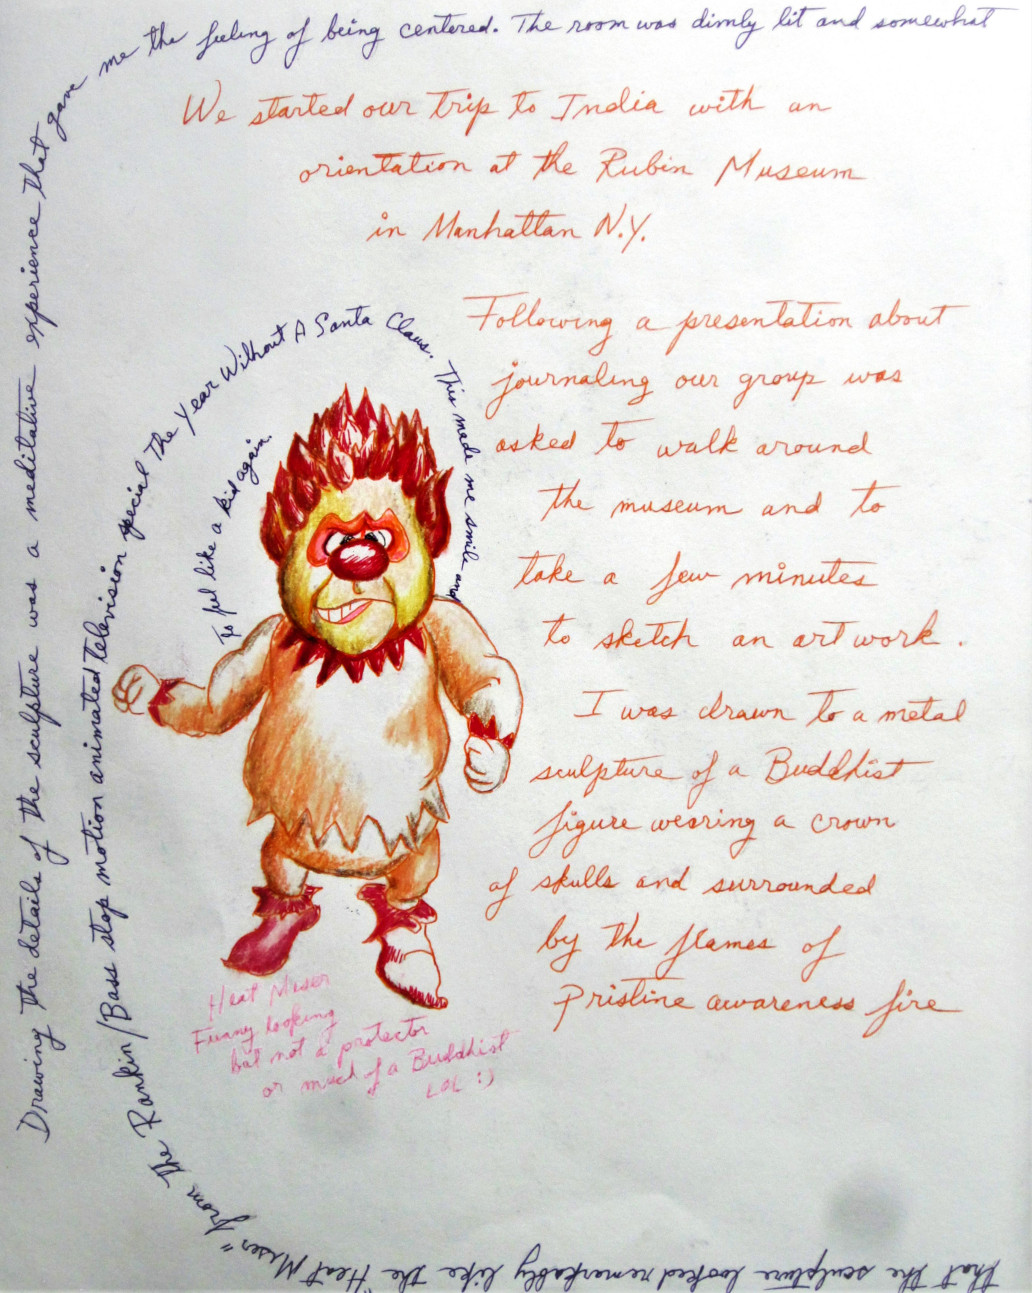 We started our trip to India with an
orientation at the Rubin Museum
in Manhattan N.Y.
Following a presentation about
journaling our group was
asked to walk around
the museum and to
take a few minutes
to sketch an art work.
I was drawn to a metal
sculpture of a Buddhist
figure wearing a crown
of skulls and surrounded
by the flames of
Pristine awareness fire
Drawing the details of the sculpture was a meditative experience that gave me the feeling of being centered. The room was dimly lit and somewhat
that the sculpture looked remarkably like the "Heat Meser" from The Rankin/Bass stop motion animated television special The Year Without A Santa Claus. This made me smile and
to feel like a kid again.
Heat Meser
Funny looking
but not a protector
or much of a Buddhist
LOL :)